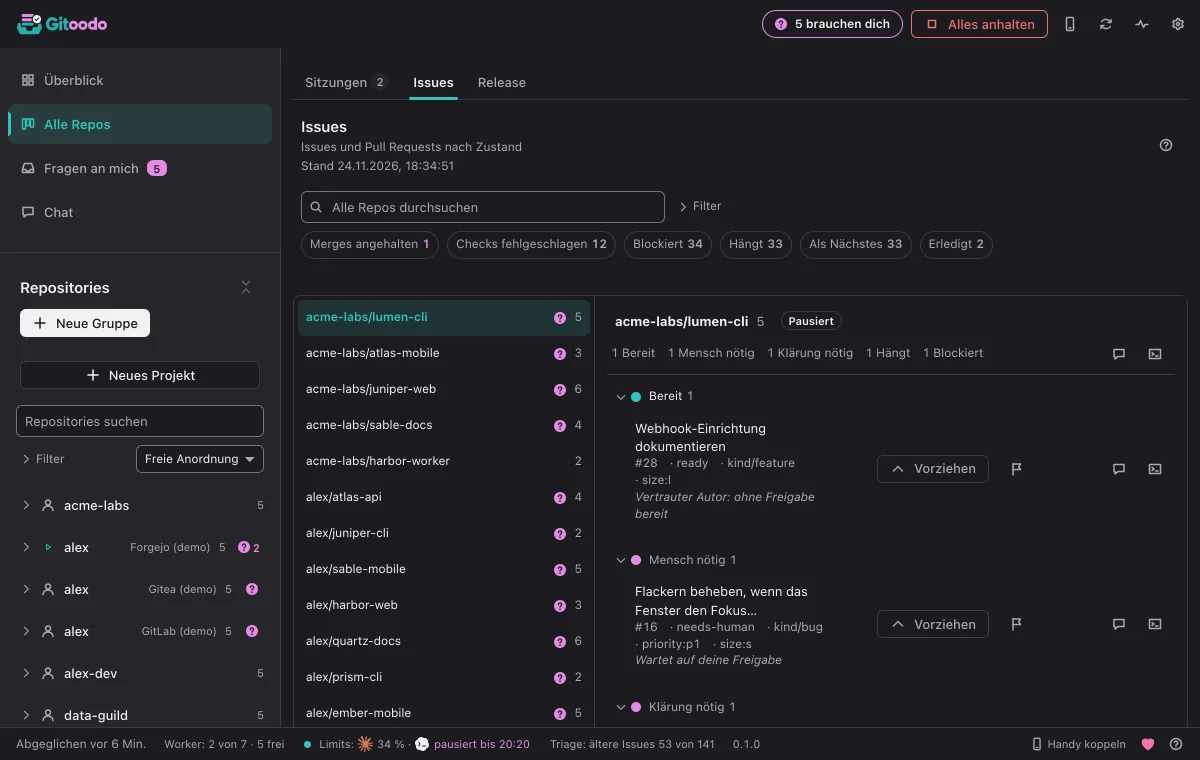 Gitoodo
5 brauchen dich
Alles anhalten
Überblick
Alle Repos
Fragen an mich 5
Chat
Repositories
Neue Gruppe
Neues Projekt
Repositories suchen
Filter
Freie Anordnung
acme-labs 5
alex Forgejo (demo) 5 ? 2
alex Gitea (demo) 5 ?
alex GitLab (demo) 5 ?
alex-dev 5
data-guild 5
Sitzungen 2
Issues
Release
Issues
Issues und Pull Requests nach Zustand
Stand 24.11.2026, 18:34:51
Alle Repos durchsuchen
Filter
Merges angehalten 1
Checks fehlgeschlagen 12
Blockiert 34
Hängt 33
Als Nächstes 33
Erledigt 2
acme-labs/lumen-cli ? 5
acme-labs/atlas-mobile ? 3
acme-labs/juniper-web ? 6
acme-labs/sable-docs ? 4
acme-labs/harbor-worker 2
alex/atlas-api ? 4
alex/juniper-cli ? 2
alex/sable-mobile ? 5
alex/harbor-web ? 3
alex/quartz-docs ? 6
alex/prism-cli ? 2
alex/ember-mobile ? 5
acme-labs/lumen-cli 5 Pausiert
1 Bereit 1 Mensch nötig 1 Klärung nötig 1 Hängt 1 Blockiert
Bereit 1
Webhook-Einrichtung
dokumentieren
#28 · ready · kind/feature
· size:l
Vertrauter Autor: ohne Freigabe
bereit
Vorziehen
Mensch nötig 1
Flackern beheben, wenn das
Fenster den Fokus…
#16 · needs-human · kind/bug
· priority:p1 · size:s
Wartet auf deine Freigabe
Vorziehen
Klärung nötig 1
Abgeglichen vor 6 Min.
Worker: 2 von 7 · 5 frei
Limits: 34 % · pausiert bis 20:20
Triage: ältere Issues 53 von 141
0.1.0
Handy koppeln